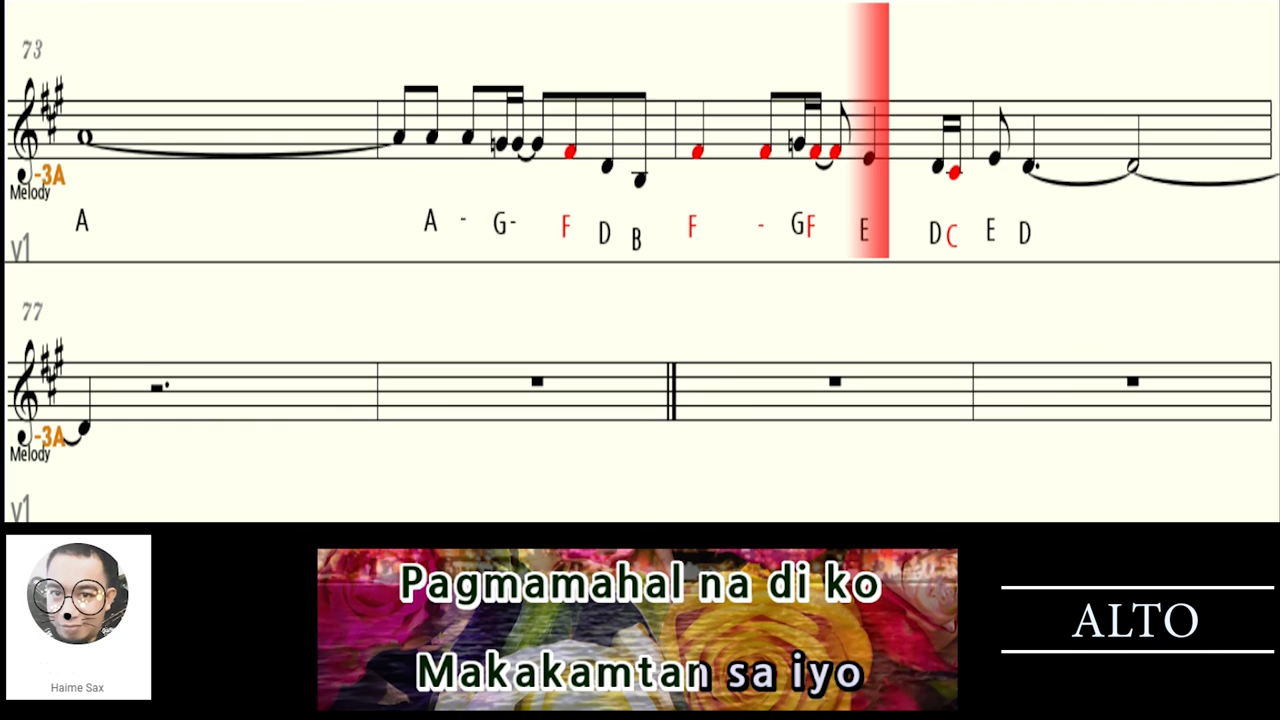 73
-3A
Melody
A A - G- F D B F - G F E D C E D
v1
77
-3A
Melody
v1
Pagmamahal na di ko
Makakamtan sa iyo
Haime Sax
ALTO